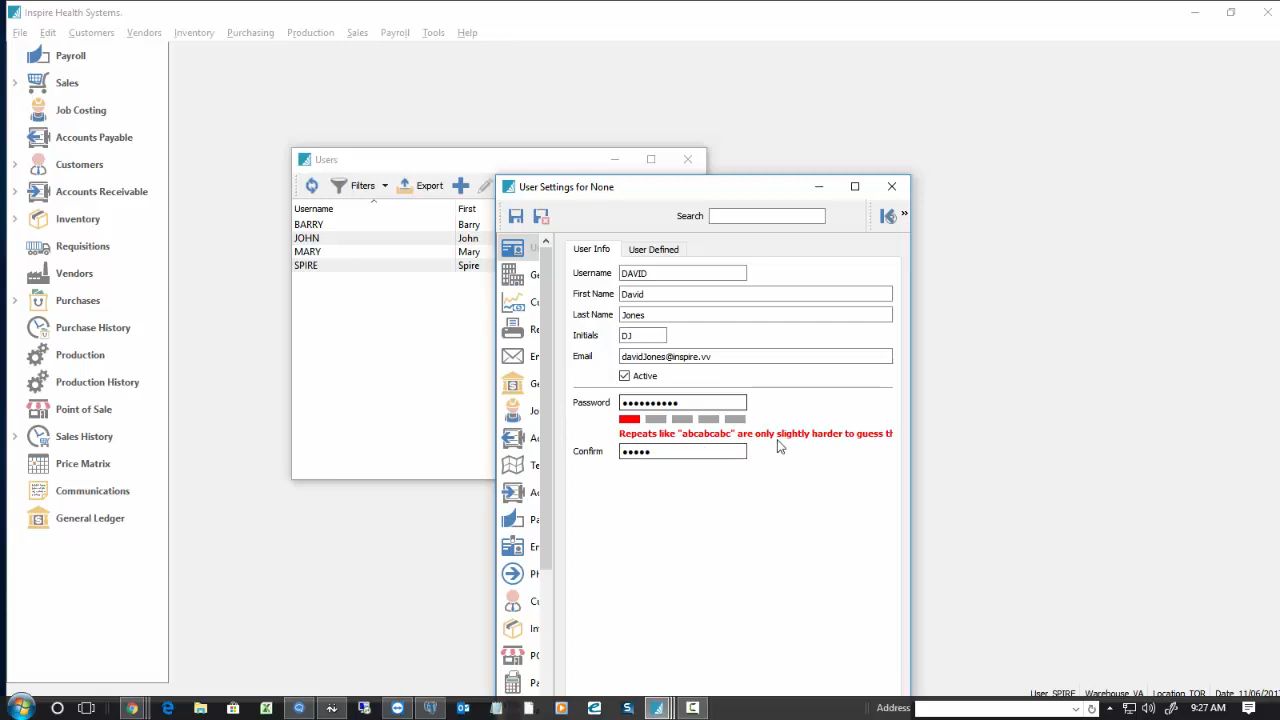 Inspire Health Systems.
File Edit Customers Vendors Inventory Purchasing Production Sales Payroll Tools Help
Payroll
Sales
Job Costing
Accounts Payable
Customers
Accounts Receivable
Inventory
Requisitions
Vendors
Purchases
Purchase History
Production
Production History
Point of Sale
Sales History
Price Matrix
Communications
General Ledger
Users
Filters Export
Username First
BARRY Barry
JOHN John
MARY Mary
SPIRE Spire
User Settings for None
Search
User Info User Defined
Username DAVID
First Name David
Last Name Jones
Initials DJ
Email davidJones@inspire.vv
Active
Password
Repeats like "abcabcabc" are only slightly harder to guess th
Confirm
User SPIRE Warehouse VA Location TOR Date
Address
9:27 AM